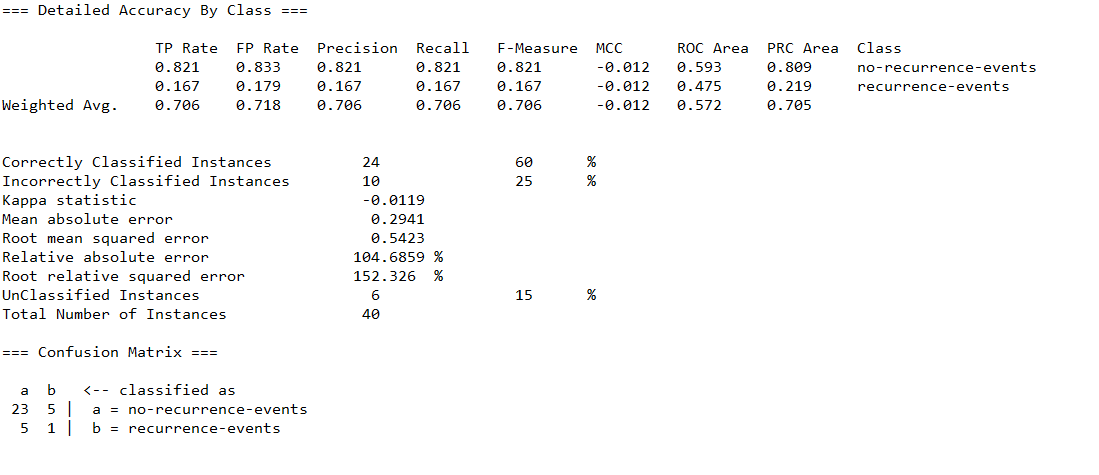 === Detailed Accuracy By Class ===
TP Rate FP Rate Precision Recall F-Measure MCC ROC Area PRC Area Class
0.821 0.833 0.821 0.821 0.821 -0.012 0.593 0.809 no-recurrence-events
0.167 0.179 0.167 0.167 0.167 -0.012 0.475 0.219 recurrence-events
Weighted Avg. 0.706 0.718 0.706 0.706 0.706 -0.012 0.572 0.705
Correctly Classified Instances 24 60 %
Incorrectly Classified Instances 10 25 %
Kappa statistic -0.0119
Mean absolute error 0.2941
Root mean squared error 0.5423
Relative absolute error 104.6859 %
Root relative squared error 152.326 %
UnClassified Instances 6 15 %
Total Number of Instances 40
=== Confusion Matrix ===
a b <-- classified as
23 5 | a = no-recurrence-events
5 1 | b = recurrence-events